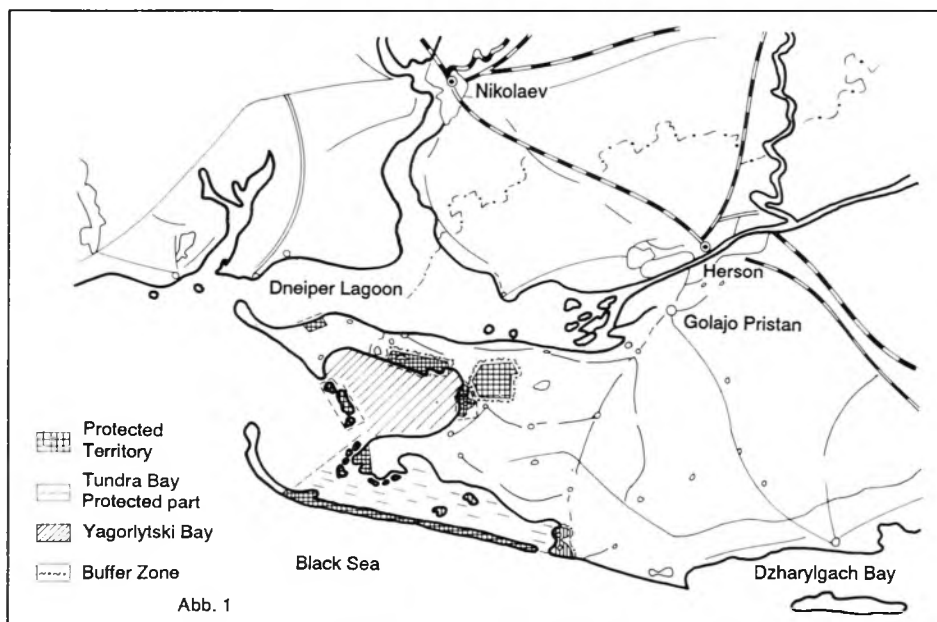 Nikolaev
Herson
Dneiper Lagoon
Golajo Pristan
Protected
Territory
Tundra Bay
Protected part
Yagorlytski Bay
Buffer Zone
Black Sea
Dzharylgach Bay
Abb. 1